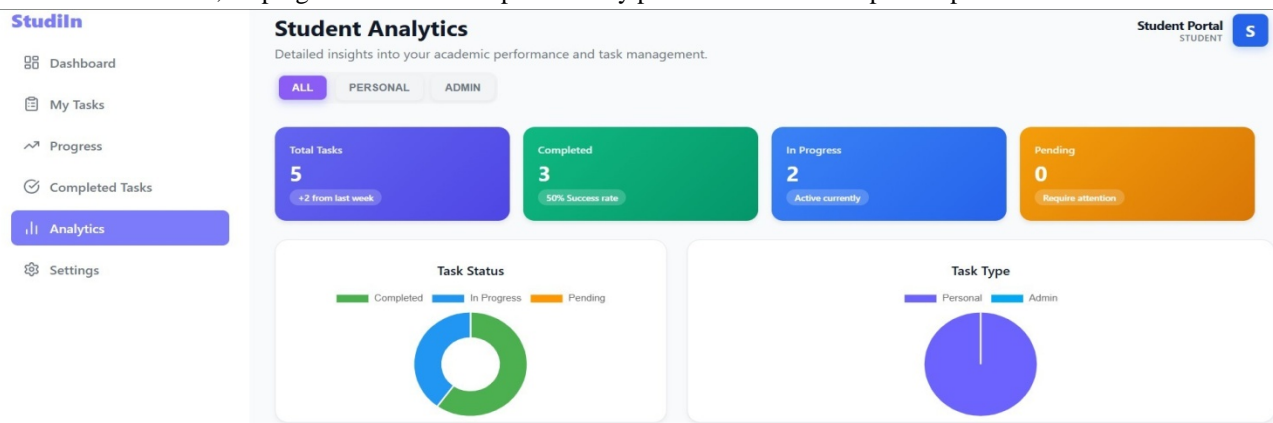 StudiIn
Dashboard
My Tasks
Progress
Completed Tasks
Analytics
Settings
Student Analytics
Detailed insights into your academic performance and task management.
Student Portal
STUDENT
S
ALL PERSONAL ADMIN
Total Tasks
5
+2 from last week
Completed
3
50% Success rate
In Progress
2
Active currently
Pending
0
Require attention
Task Status
Completed In Progress Pending
Task Type
Personal Admin